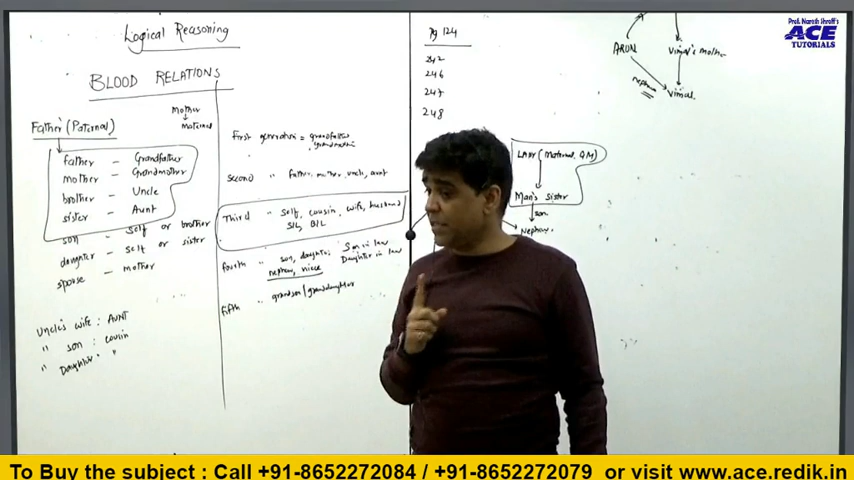 Logical Reasoning
BLOOD RELATIONS
Mother
maternal
Father (Paternal)
father - Grandfather
mother - Grandmother
brother - Uncle
sister - Aunt
son - self or brother
daughter - self or sister
spouse - mother
Uncle's wife : AUNT
" son : cousin
" Daughter : "
First generation = grandfather
, grandmother
second " father, mother, uncle, aunt
Third " self, cousin, wife, husband
SIL, BIL
fourth " son, daughter, Son in law
nephew, niece Daughter in law
fifth " grandson/granddaughter
Pg 124
242
246
247
248
LADY (Maternal GM)
Man's Sister
son
Nephew.
ARUN
Vimal's Mother
nephew
Vimal.
Prof. Naresh Shroff's
ACE
TUTORIALS
To Buy the subject : Call +91-8652272084 / +91-8652272079 or visit www.ace.redik.in